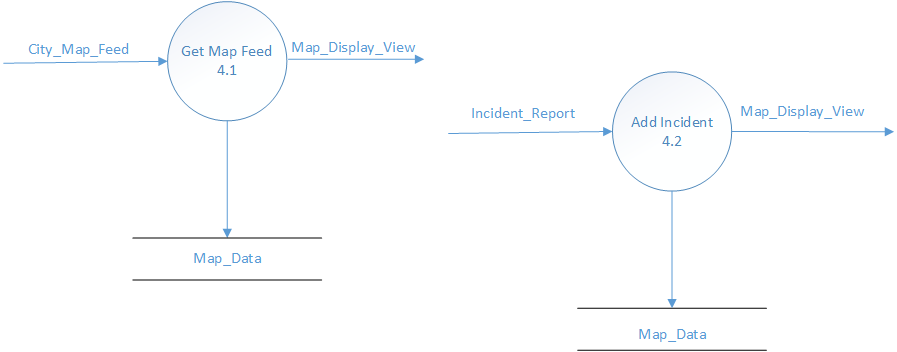 City_Map_Feed
Get Map Feed
4.1
Map_Display_View
Map_Data
Incident_Report
Add Incident
4.2
Map_Display_View
Map_Data